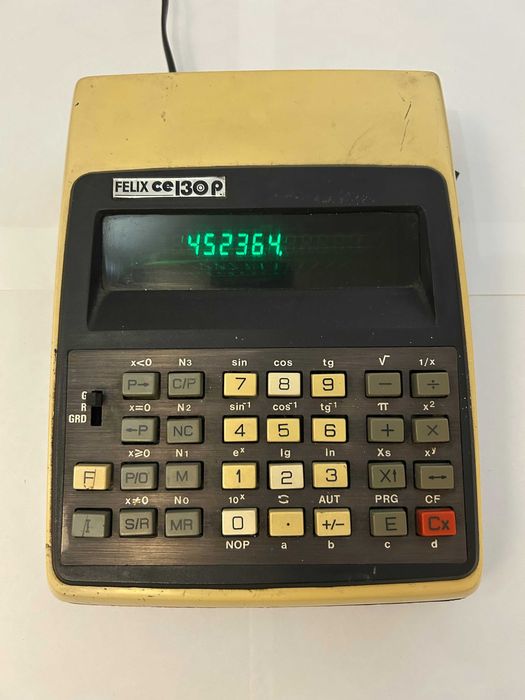 FELIX CE130P
452364.
x<0 N3 sin cos tg √ 1/x
P→ C/P 7 8 9 − ÷
G
R
GRD
x=0 N2 sin⁻¹ cos⁻¹ tg⁻¹ π x²
←P NC 4 5 6 + ×
x≥0 N1 eˣ lg ln Xs xʸ
F P/O M 1 2 3 X↑ ↔
x≠0 N0 10ˣ AUT PRG CF
S/R MR 0 . +/− E Cx
NOP a b c d